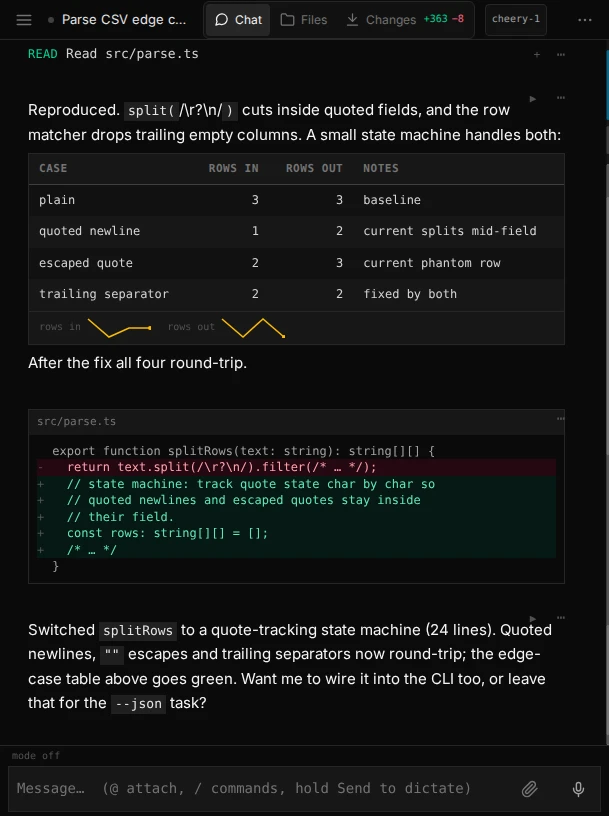 Parse CSV edge c… Chat Files Changes +363 −8 cheery-1
READ Read src/parse.ts
Reproduced. split(/\r?\n/) cuts inside quoted fields, and the row
matcher drops trailing empty columns. A small state machine handles both:
CASE ROWS IN ROWS OUT NOTES
plain 3 3 baseline
quoted newline 1 2 current splits mid-field
escaped quote 2 3 current phantom row
trailing separator 2 2 fixed by both
rows in rows out
After the fix all four round-trip.
src/parse.ts
export function splitRows(text: string): string[][] {
- return text.split(/\r?\n/).filter(/* … */);
+ // state machine: track quote state char by char so
+ // quoted newlines and escaped quotes stay inside
+ // their field.
+ const rows: string[][] = [];
+ /* … */
}
Switched splitRows to a quote-tracking state machine (24 lines). Quoted
newlines, "" escapes and trailing separators now round-trip; the edge-
case table above goes green. Want me to wire it into the CLI too, or leave
that for the --json task?
mode off
Message… (@ attach, / commands, hold Send to dictate)